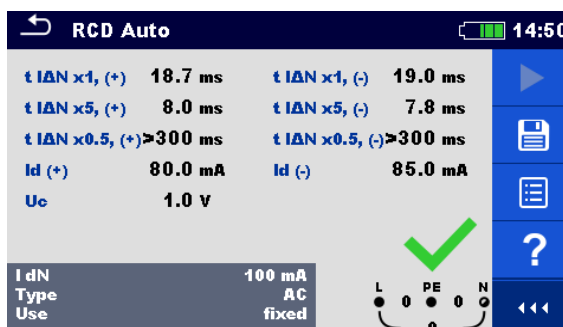 RCD Auto 14:50
t IΔN x1, (+) 18.7 ms t IΔN x1, (-) 19.0 ms
t IΔN x5, (+) 8.0 ms t IΔN x5, (-) 7.8 ms
t IΔN x0.5, (+) >300 ms t IΔN x0.5, (-) >300 ms
Id (+) 80.0 mA Id (-) 85.0 mA
Uc 1.0 V
?
I dN 100 mA
Type AC
Use fixed
L PE N
0 0
0